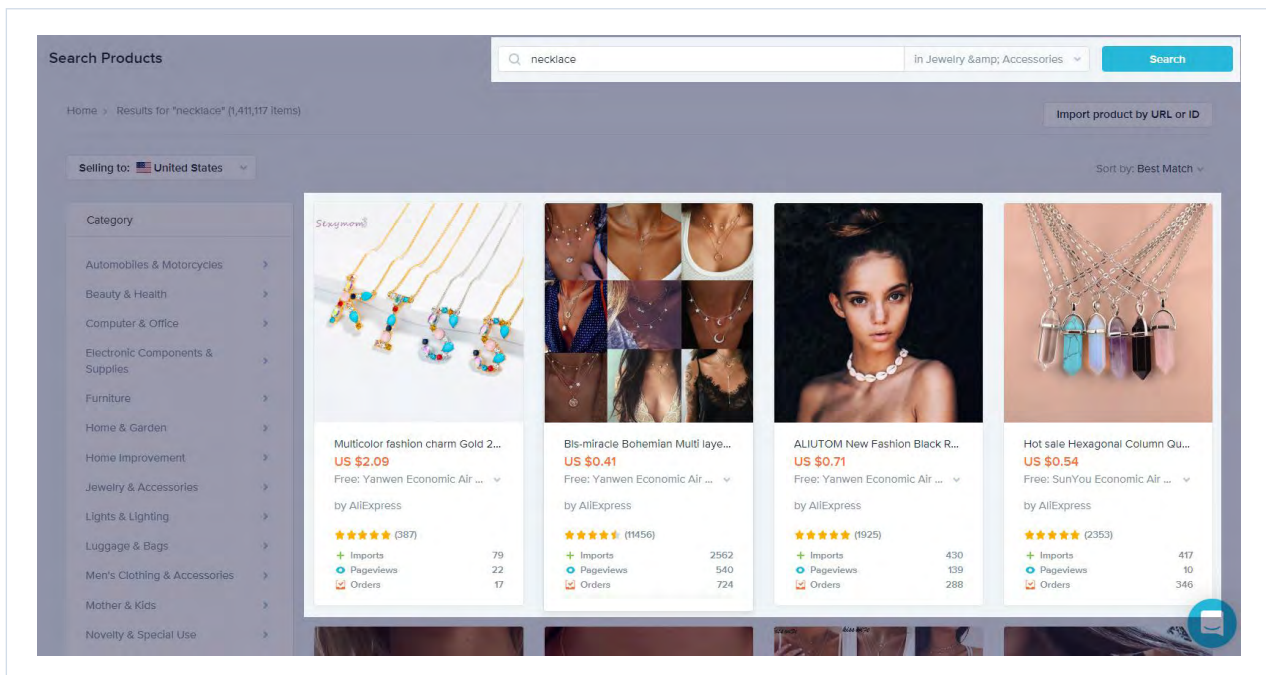 Search Products
necklace
in Jewelry &amp; Accessories
Search
Home > Results for "necklace" (1,411,117 items)
Import product by URL or ID
Selling to: United States
Sort by: Best Match
Category
Automobiles & Motorcycles
Beauty & Health
Computer & Office
Electronic Components &
Supplies
Furniture
Home & Garden
Home Improvement
Jewelry & Accessories
Lights & Lighting
Luggage & Bags
Men's Clothing & Accessories
Mother & Kids
Novelty & Special Use
Sexymom
Multicolor fashion charm Gold 2...
US $2.09
Free: Yanwen Economic Air ...
by AliExpress
(387)
Imports 79
Pageviews 22
Orders 17
Bls-miracle Bohemian Multi laye...
US $0.41
Free: Yanwen Economic Air ...
by AliExpress
(11456)
Imports 2562
Pageviews 540
Orders 724
ALIUTOM New Fashion Black R...
US $0.71
Free: Yanwen Economic Air ...
by AliExpress
(1925)
Imports 430
Pageviews 139
Orders 288
Hot sale Hexagonal Column Qu...
US $0.54
Free: SunYou Economic Air ...
by AliExpress
(2353)
Imports 417
Pageviews 10
Orders 346